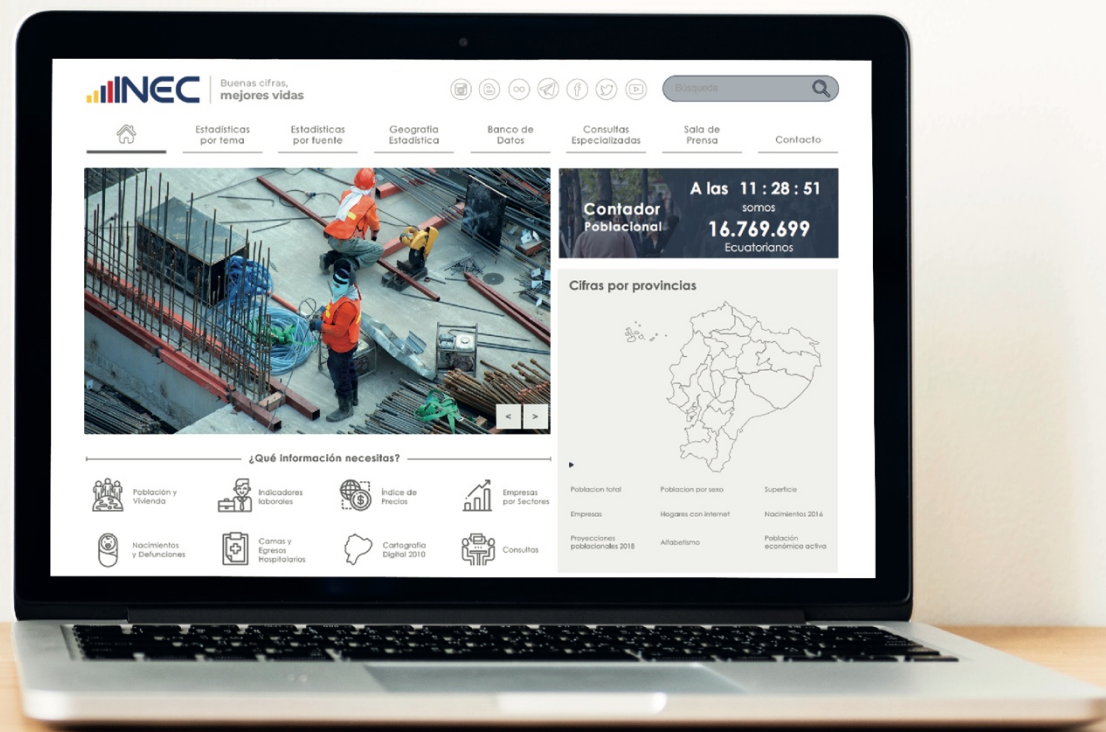 INEC
Buenas cifras,
mejores vidas
Búsqueda
Estadísticas
por tema
Estadísticas
por fuente
Geografía
Estadística
Banco de
Datos
Consultas
Especializadas
Sala de
Prensa
Contacto
Contador
Poblacional
A las 11 : 28 : 51
somos
16.769.699
Ecuatorianos
< >
Cifras por provincias
Poblacion total
Poblacion por sexo
Superficie
Empresas
Hogares con Internet
Nacimientos 2016
Proyecciones
poblacionales 2018
Alfabetismo
Población
económica activa
¿Qué información necesitas?
Población y
Vivienda
Indicadores
laborales
Índice de
Precios
Empresas
por Sectores
Nacimientos
y Defunciones
Camas y
Egresos
Hospitalarios
Cartografía
Digital 2010
Consultas